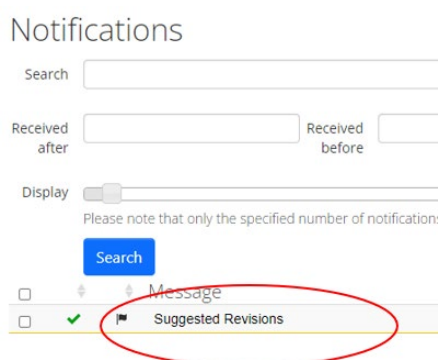 Notifications
Search
Received after
Received before
Display
Please note that only the specified number of notifications
Search
Message
Suggested Revisions